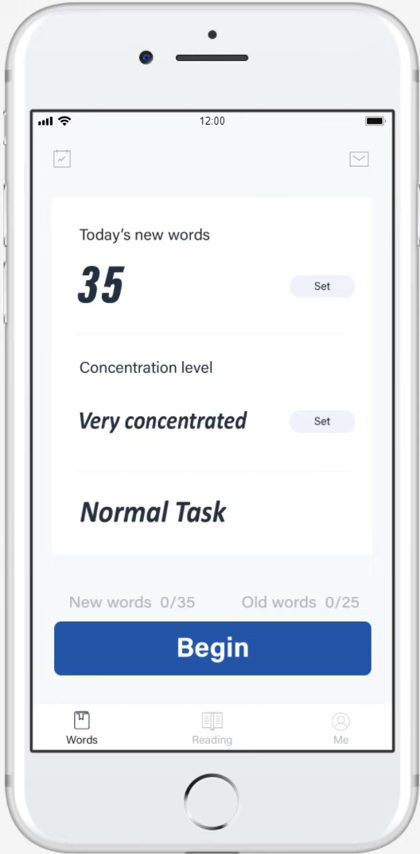 12:00
Today's new words
35
Set
Concentration level
Very concentrated
Set
Normal Task
New words 0/35
Old words 0/25
Begin
Words
Reading
Me